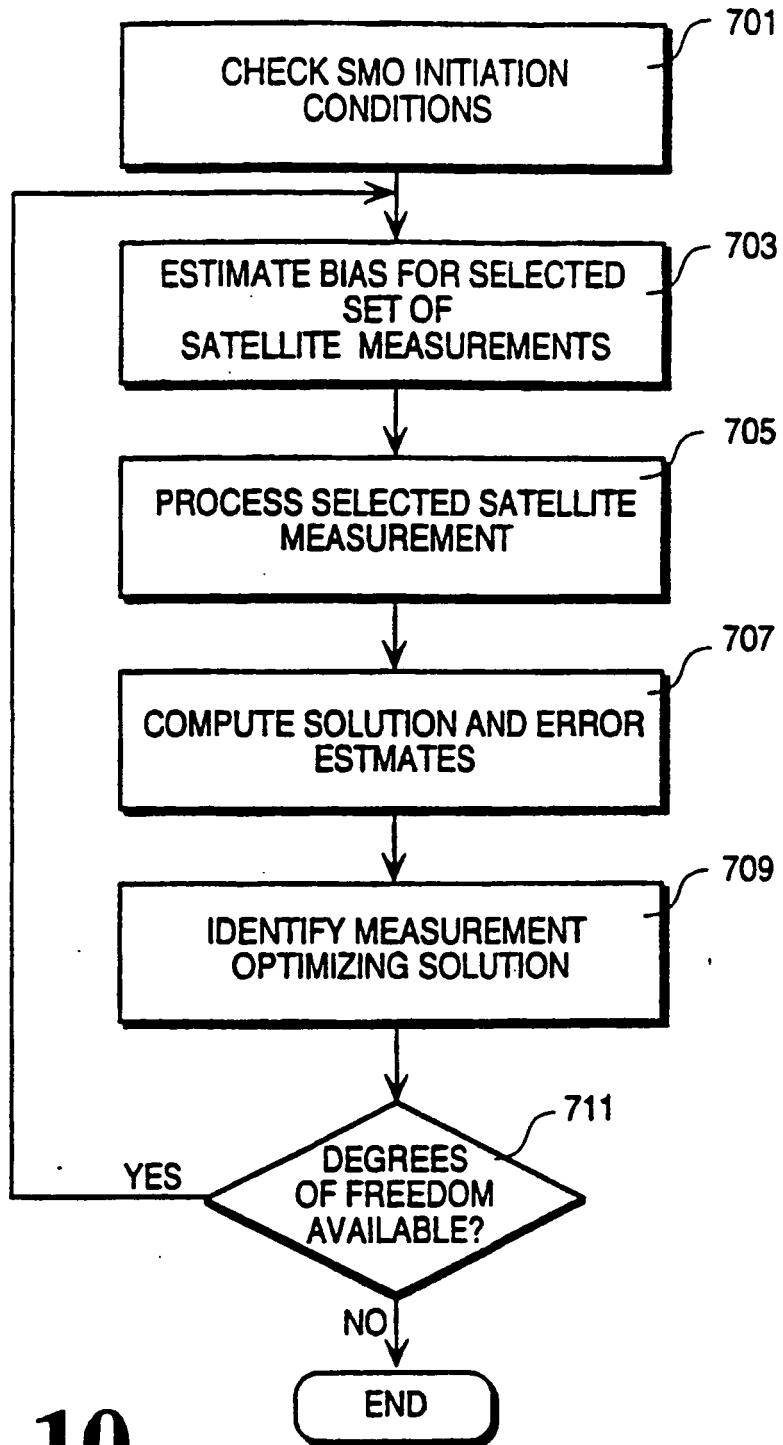 701
CHECK SMO INITIATION
CONDITIONS
703
ESTIMATE BIAS FOR SELECTED
SET OF
SATELLITE MEASUREMENTS
705
PROCESS SELECTED SATELLITE
MEASUREMENT
707
COMPUTE SOLUTION AND ERROR
ESTMATES
709
IDENTIFY MEASUREMENT
OPTIMIZING SOLUTION
711
DEGREES
OF FREEDOM
AVAILABLE?
YES
NO
END
10